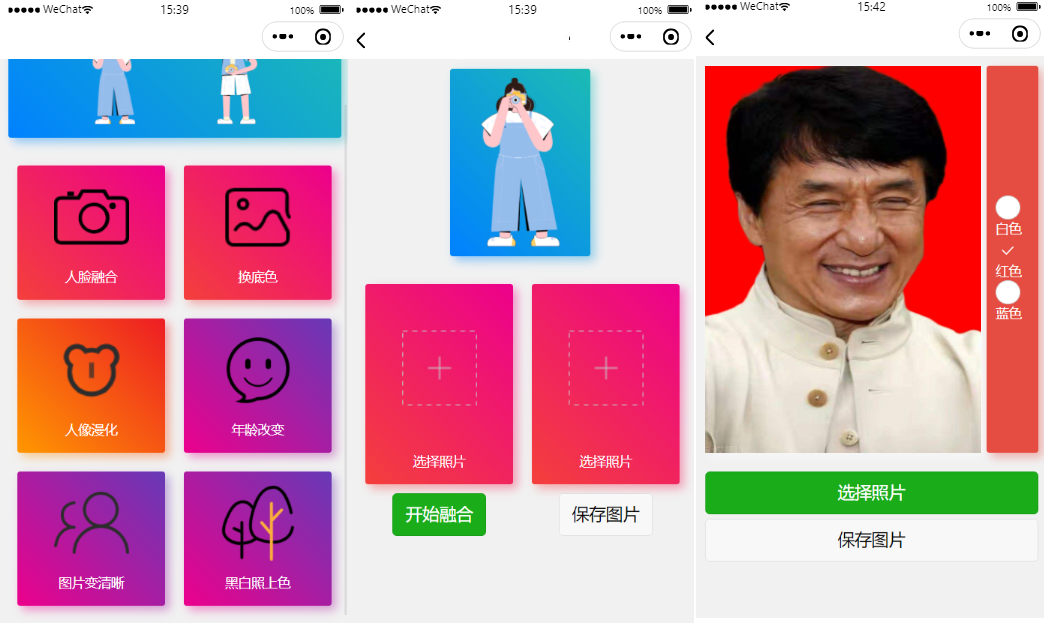 WeChat 15:39 100%
人脸融合
换底色
人像漫化
年龄改变
图片变清晰
黑白照上色
WeChat 15:39 100%
选择照片
选择照片
开始融合
保存图片
WeChat 15:42 100%
白色
红色
蓝色
选择照片
保存图片